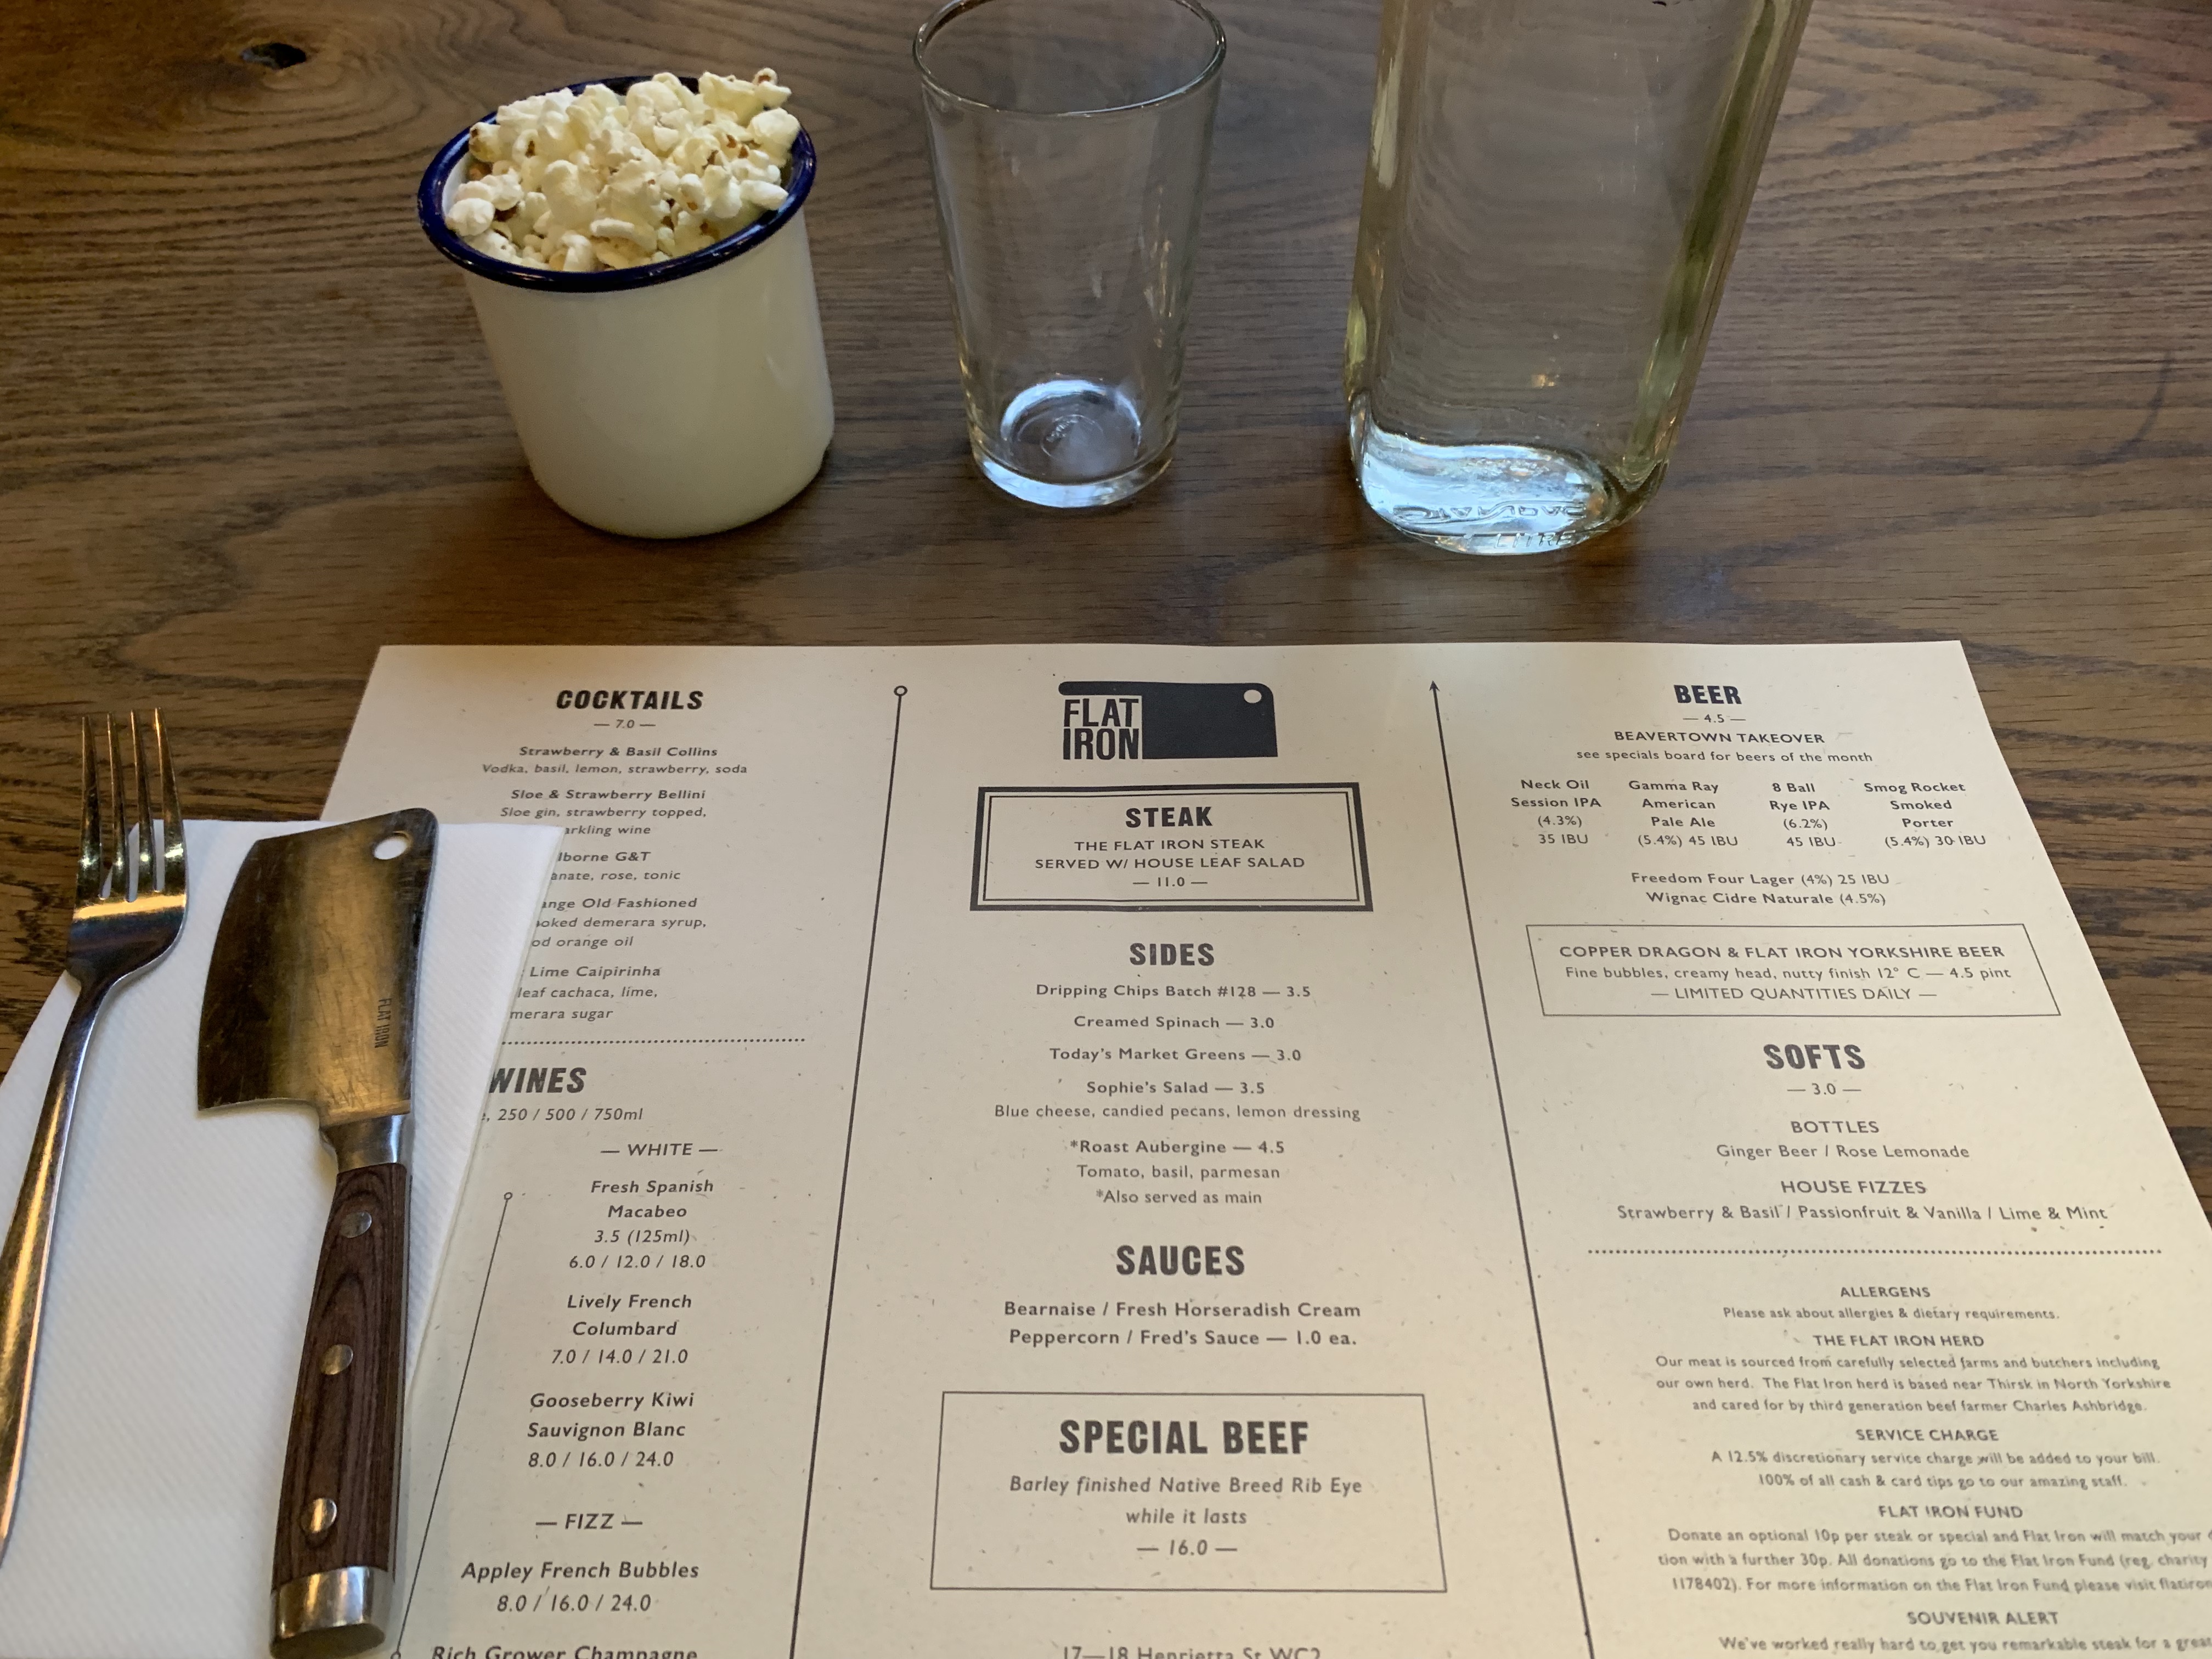 COCKTAILS
— 7.0 —
Strawberry & Basil Collins
Vodka, basil, lemon, strawberry, soda
Sloe & Strawberry Bellini
Sloe gin, strawberry topped,
wine
G&T
rose, tonic
Old Fashioned
demerara syrup,
orange oil
Lime Caipirinha
leaf cachaca, lime,
sugar
WINES
250 / 500 / 750ml
— WHITE —
Fresh Spanish
Macabeo
3.5 (125ml)
6.0 / 12.0 / 18.0
Lively French
Columbard
7.0 / 14.0 / 21.0
Gooseberry Kiwi
Sauvignon Blanc
8.0 / 16.0 / 24.0
— FIZZ —
Appley French Bubbles
8.0 / 16.0 / 24.0
Rich Grower Champagne
FLAT IRON
FLAT
IRON
STEAK
THE FLAT IRON STEAK
SERVED W/ HOUSE LEAF SALAD
— 11.0 —
SIDES
Dripping Chips Batch #128 — 3.5
Creamed Spinach — 3.0
Today's Market Greens — 3.0
Sophie's Salad — 3.5
Blue cheese, candied pecans, lemon dressing
*Roast Aubergine — 4.5
Tomato, basil, parmesan
*Also served as main
SAUCES
Bearnaise / Fresh Horseradish Cream
Peppercorn / Fred's Sauce — 1.0 ea.
SPECIAL BEEF
Barley finished Native Breed Rib Eye
while it lasts
— 16.0 —
17—18 Henrietta St WC2
BEER
— 4.5 —
BEAVERTOWN TAKEOVER
see specials board for beers of the month
Neck Oil
Session IPA
(4.3%)
35 IBU
Gamma Ray
American
Pale Ale
(5.4%) 45 IBU
8 Ball
Rye IPA
(6.2%)
45 IBU
Smog Rocket
Smoked
Porter
(5.4%) 30 IBU
Freedom Four Lager (4%) 25 IBU
Wignac Cidre Naturale (4.5%)
COPPER DRAGON & FLAT IRON YORKSHIRE BEER
Fine bubbles, creamy head, nutty finish 12° C — 4.5 pint
— LIMITED QUANTITIES DAILY —
SOFTS
— 3.0 —
BOTTLES
Ginger Beer / Rose Lemonade
HOUSE FIZZES
Strawberry & Basil / Passionfruit & Vanilla / Lime & Mint
ALLERGENS
Please ask about allergies & dietary requirements.
THE FLAT IRON HERD
Our meat is sourced from carefully selected farms and butchers including
our own herd. The Flat Iron herd is based near Thirsk in North Yorkshire
and cared for by third generation beef farmer Charles Ashbridge.
SERVICE CHARGE
A 12.5% discretionary service charge will be added to your bill.
100% of all cash & card tips go to our amazing staff.
FLAT IRON FUND
Donate an optional 10p per steak or special and Flat Iron will match your
tion with a further 30p. All donations go to the Flat Iron Fund (reg. charity
1178402). For more information on the Flat Iron Fund please visit flatiron
SOUVENIR ALERT
We've worked really hard to get you remarkable steak for a great